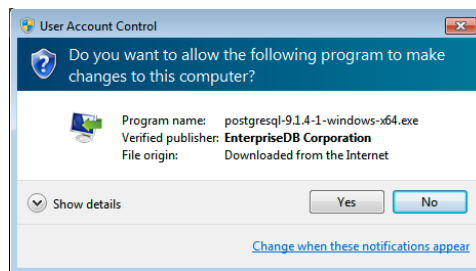 User Account Control
Do you want to allow the following program to make
changes to this computer?
Program name: postgresql-9.1.4-1-windows-x64.exe
Verified publisher: EnterpriseDB Corporation
File origin: Downloaded from the Internet
Show details
Yes
No
Change when these notifications appear